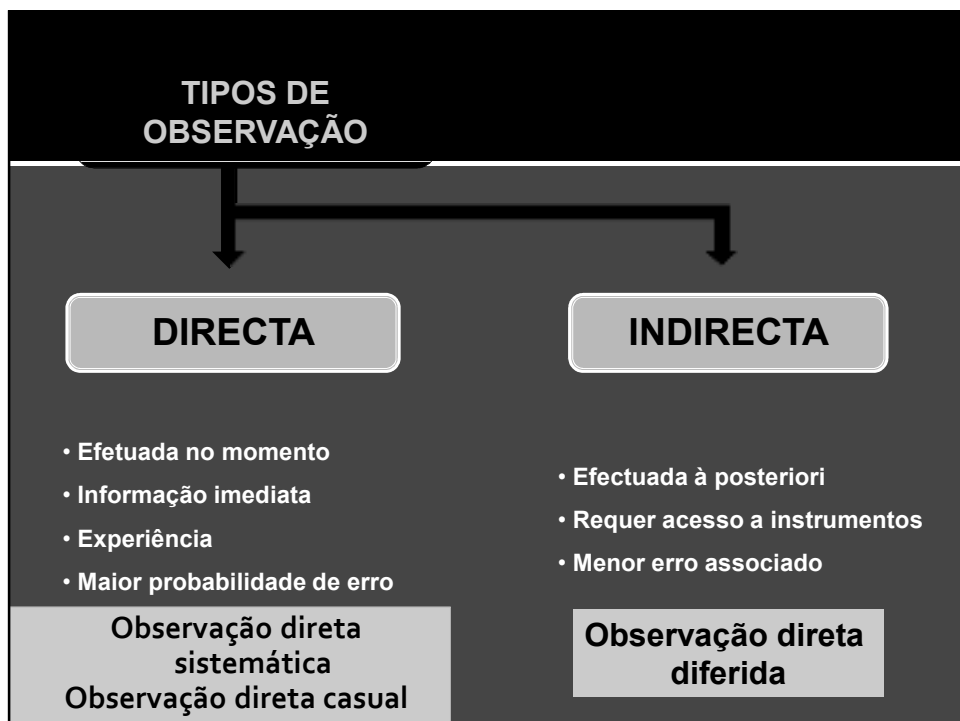 TIPOS DE
OBSERVAÇÃO
DIRECTA
• Efetuada no momento
• Informação imediata
• Experiência
• Maior probabilidade de erro
Observação direta
sistemática
Observação direta casual
INDIRECTA
• Efectuada à posteriori
• Requer acesso a instrumentos
• Menor erro associado
Observação direta
diferida